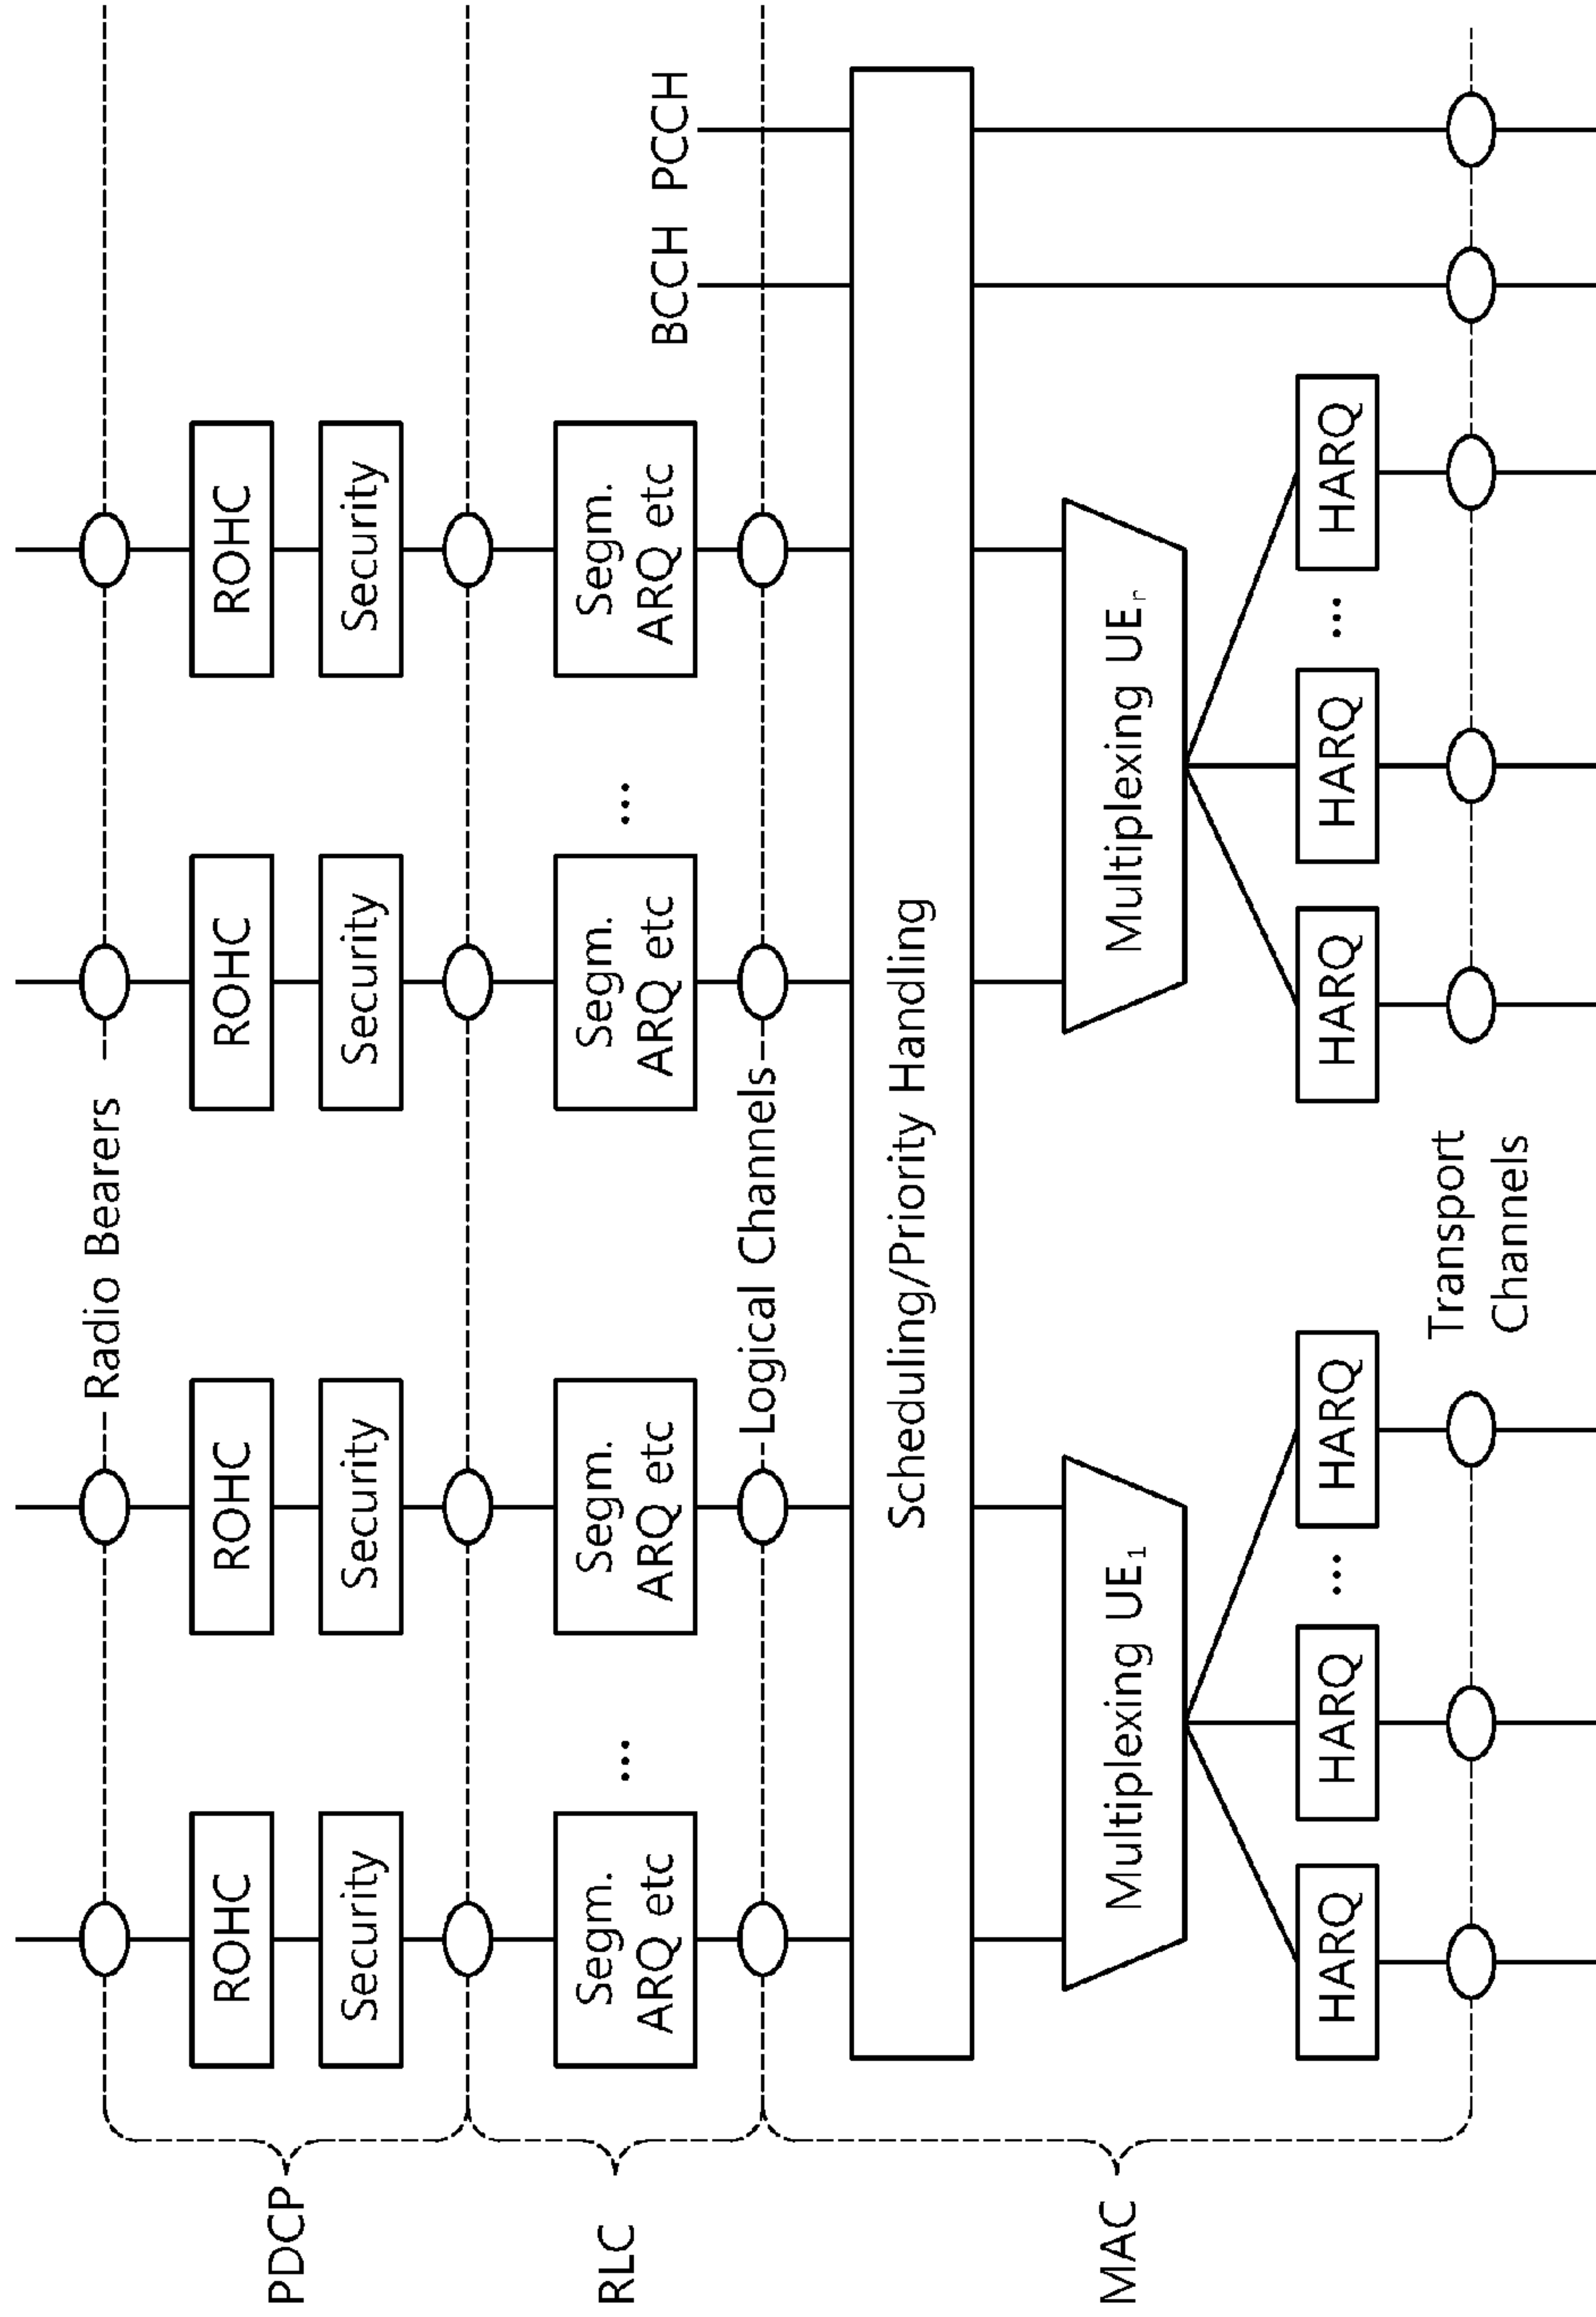 Radio Bearers
PDCP
ROHC
ROHC
ROHC
ROHC
Security
Security
Security
Security
RLC
Segm.
ARQ etc
...
Segm.
ARQ etc
Segm.
ARQ etc
...
Segm.
ARQ etc
BCCH PCCH
Logical Channels
MAC
Scheduling/Priority Handling
Multiplexing UE1
Multiplexing UEr
HARQ
HARQ
...
HARQ
HARQ
HARQ
...
HARQ
Transport
Channels